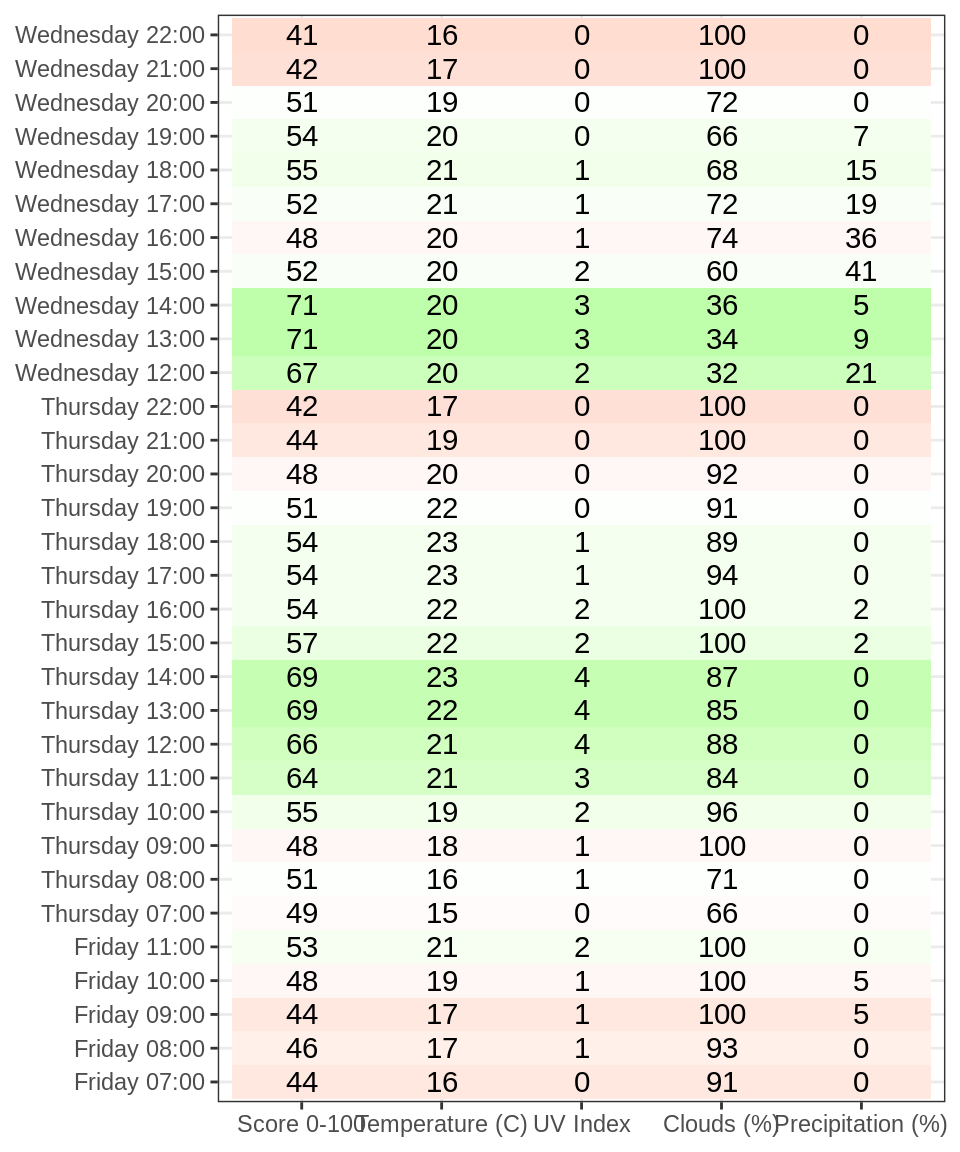 Wednesday 22:00 41 16 0 100 0
Wednesday 21:00 42 17 0 100 0
Wednesday 20:00 51 19 0 72 0
Wednesday 19:00 54 20 0 66 7
Wednesday 18:00 55 21 1 68 15
Wednesday 17:00 52 21 1 72 19
Wednesday 16:00 48 20 1 74 36
Wednesday 15:00 52 20 2 60 41
Wednesday 14:00 71 20 3 36 5
Wednesday 13:00 71 20 3 34 9
Wednesday 12:00 67 20 2 32 21
Thursday 22:00 42 17 0 100 0
Thursday 21:00 44 19 0 100 0
Thursday 20:00 48 20 0 92 0
Thursday 19:00 51 22 0 91 0
Thursday 18:00 54 23 1 89 0
Thursday 17:00 54 23 1 94 0
Thursday 16:00 54 22 2 100 2
Thursday 15:00 57 22 2 100 2
Thursday 14:00 69 23 4 87 0
Thursday 13:00 69 22 4 85 0
Thursday 12:00 66 21 4 88 0
Thursday 11:00 64 21 3 84 0
Thursday 10:00 55 19 2 96 0
Thursday 09:00 48 18 1 100 0
Thursday 08:00 51 16 1 71 0
Thursday 07:00 49 15 0 66 0
Friday 11:00 53 21 2 100 0
Friday 10:00 48 19 1 100 5
Friday 09:00 44 17 1 100 5
Friday 08:00 46 17 1 93 0
Friday 07:00 44 16 0 91 0
Score 0-100 Temperature (C) UV Index Clouds (%) Precipitation (%)